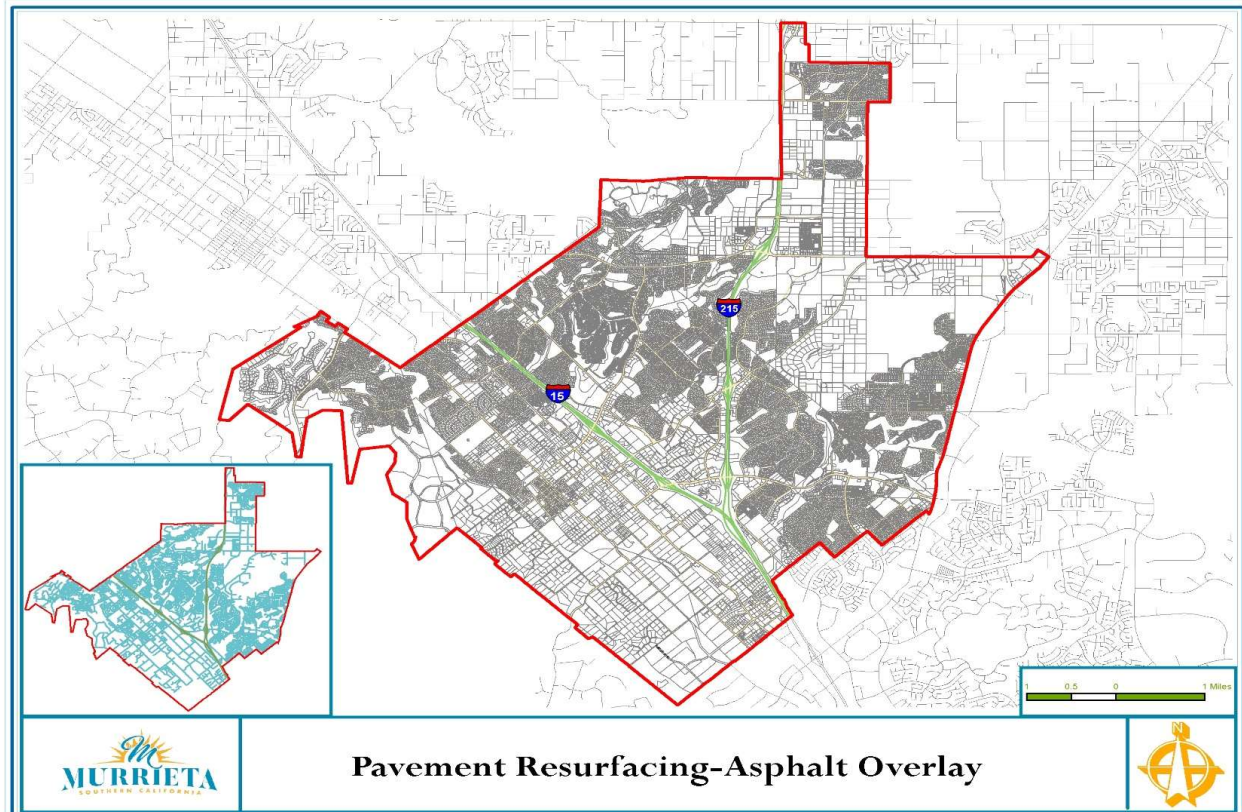 215
15
1 0.5 0 1 Miles
M
MURRIETA
SOUTHERN CALIFORNIA
Pavement Resurfacing-Asphalt Overlay
N